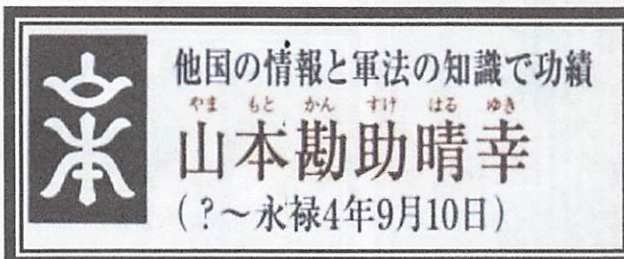 他国の情報と軍法の知識で功績
やま もと かん すけ はる ゆき
山本勘助晴幸
(?～永禄4年9月10日)